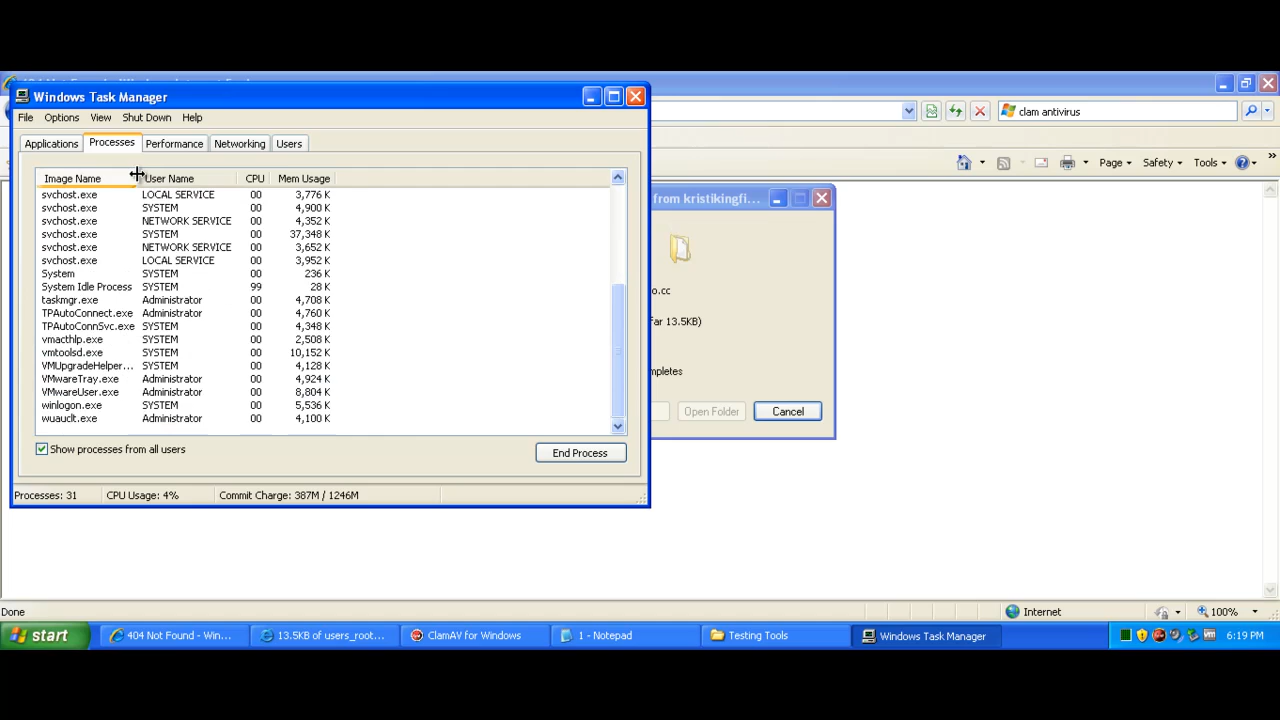 Windows Task Manager
File Options View Shut Down Help
clam antivirus
Applications Processes Performance Networking Users
Page Safety Tools
Image Name User Name CPU Mem Usage
svchost.exe LOCAL SERVICE 00 3,776 K
svchost.exe SYSTEM 00 4,900 K
svchost.exe NETWORK SERVICE 00 4,352 K
svchost.exe SYSTEM 00 37,348 K
svchost.exe NETWORK SERVICE 00 3,652 K
svchost.exe LOCAL SERVICE 00 3,952 K
System SYSTEM 00 236 K
System Idle Process SYSTEM 99 28 K
taskmgr.exe Administrator 00 4,708 K
TPAutoConnect.exe Administrator 00 4,760 K
TPAutoConnSvc.exe SYSTEM 00 4,348 K
vmacthlp.exe SYSTEM 00 2,508 K
vmtoolsd.exe SYSTEM 00 10,152 K
VMUpgradeHelper... SYSTEM 00 4,128 K
VMwareTray.exe Administrator 00 4,924 K
VMwareUser.exe Administrator 00 8,804 K
winlogon.exe SYSTEM 00 5,536 K
wuauclt.exe Administrator 00 4,100 K
Show processes from all users
End Process
Processes: 31 CPU Usage: 4% Commit Charge: 387M / 1246M
from kristikingfi...
o.cc
far 13.5KB)
mpletes
Open Folder Cancel
Done Internet 100%
start 404 Not Found - Win... 13.5KB of users_root... ClamAV for Windows 1 - Notepad Testing Tools Windows Task Manager 6:19 PM